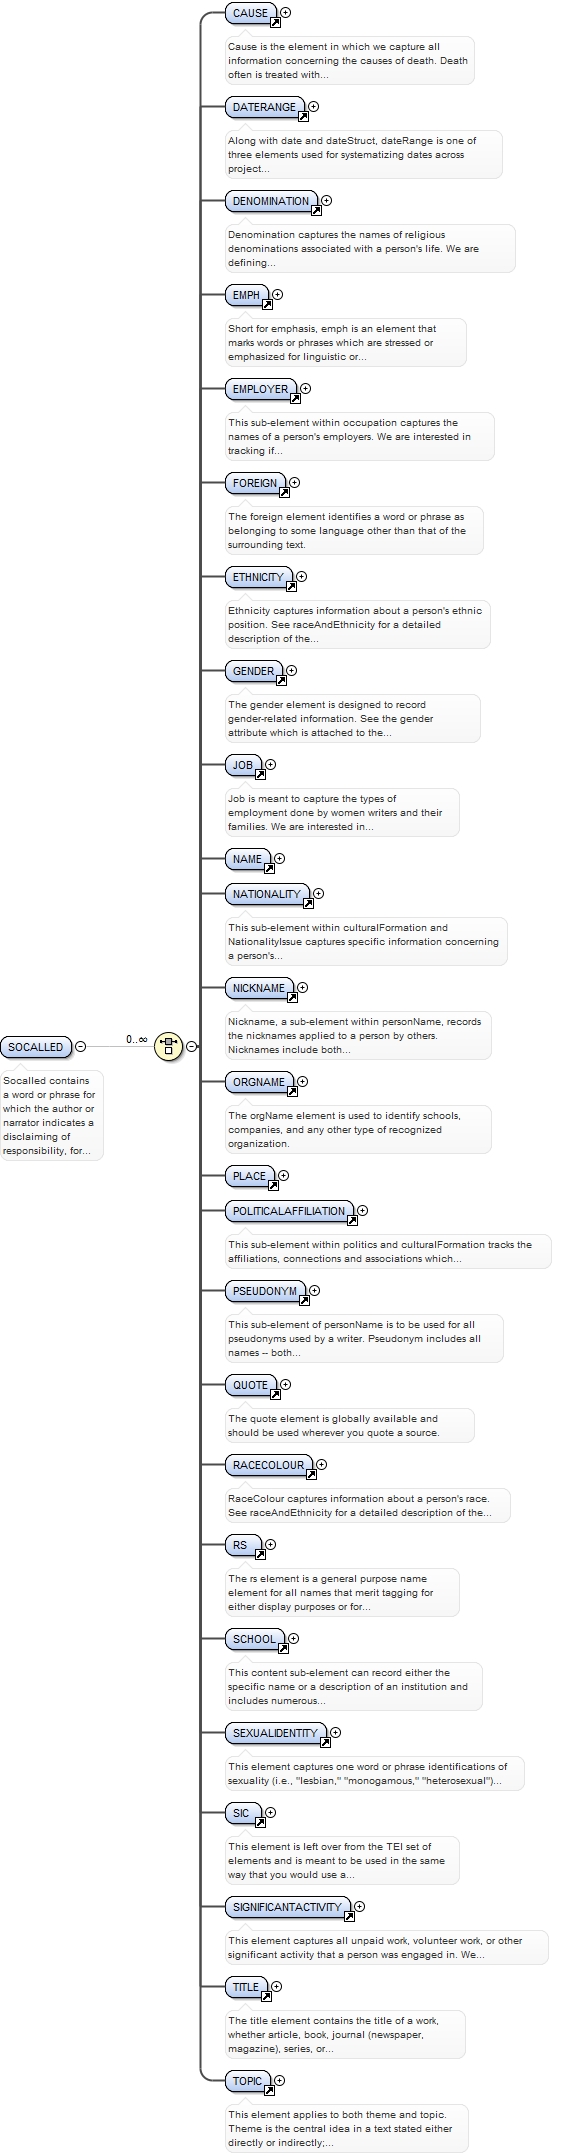 CAUSE
Cause is the element in which we capture all
information concerning the causes of death. Death
often is treated with...
DATERANGE
Along with date and dateStruct, dateRange is one of
three elements used for systematizing dates across
project...
DENOMINATION
Denomination captures the names of religious
denominations associated with a person's life. We are
defining...
EMPH
Short for emphasis, emph is an element that
marks words or phrases which are stressed or
emphasized for linguistic or...
EMPLOYER
This sub-element within occupation captures the
names of a person's employers. We are interested in
tracking if...
FOREIGN
The foreign element identifies a word or phrase as
belonging to some language other than that of the
surrounding text.
ETHNICITY
Ethnicity captures information about a person's ethnic
position. See raceAndEthnicity for a detailed
description of the...
GENDER
The gender element is designed to record
gender-related information. See the gender
attribute which is attached to the...
JOB
Job is meant to capture the types of
employment done by women writers and their
families. We are interested in...
NAME
NATIONALITY
This sub-element within culturalFormation and
NationalityIssue captures specific information concerning
a person's...
NICKNAME
Nickname, a sub-element within personName, records
the nicknames applied to a person by others.
Nicknames include both...
SOCALLED
0..∞
Socalled contains
a word or phrase for
which the author or
narrator indicates a
disclaiming of
responsibility, for...
ORGNAME
The orgName element is used to identify schools,
companies, and any other type of recognized
organization.
PLACE
POLITICALAFFILIATION
This sub-element within politics and culturalFormation tracks the
affiliations, connections and associations which...
PSEUDONYM
This sub-element of personName is to be used for all
pseudonyms used by a writer. Pseudonym includes all
names -- both...
QUOTE
The quote element is globally available and
should be used wherever you quote a source.
RACECOLOUR
RaceColour captures information about a person's race.
See raceAndEthnicity for a detailed description of the...
RS
The rs element is a general purpose name
element for all names that merit tagging for
either display purposes or for...
SCHOOL
This content sub-element can record either the
specific name or a description of an institution and
includes numerous...
SEXUALIDENTITY
This element captures one word or phrase identifications of
sexuality (i.e., "lesbian," "monogamous," "heterosexual")...
SIC
This element is left over from the TEI set of
elements and is meant to be used in the same
way that you would use a...
SIGNIFICANTACTIVITY
This element captures all unpaid work, volunteer work, or other
significant activity that a person was engaged in. We...
TITLE
The title element contains the title of a work,
whether article, book, journal (newspaper,
magazine), series, or...
TOPIC
This element applies to both theme and topic.
Theme is the central idea in a text stated either
directly or indirectly;...